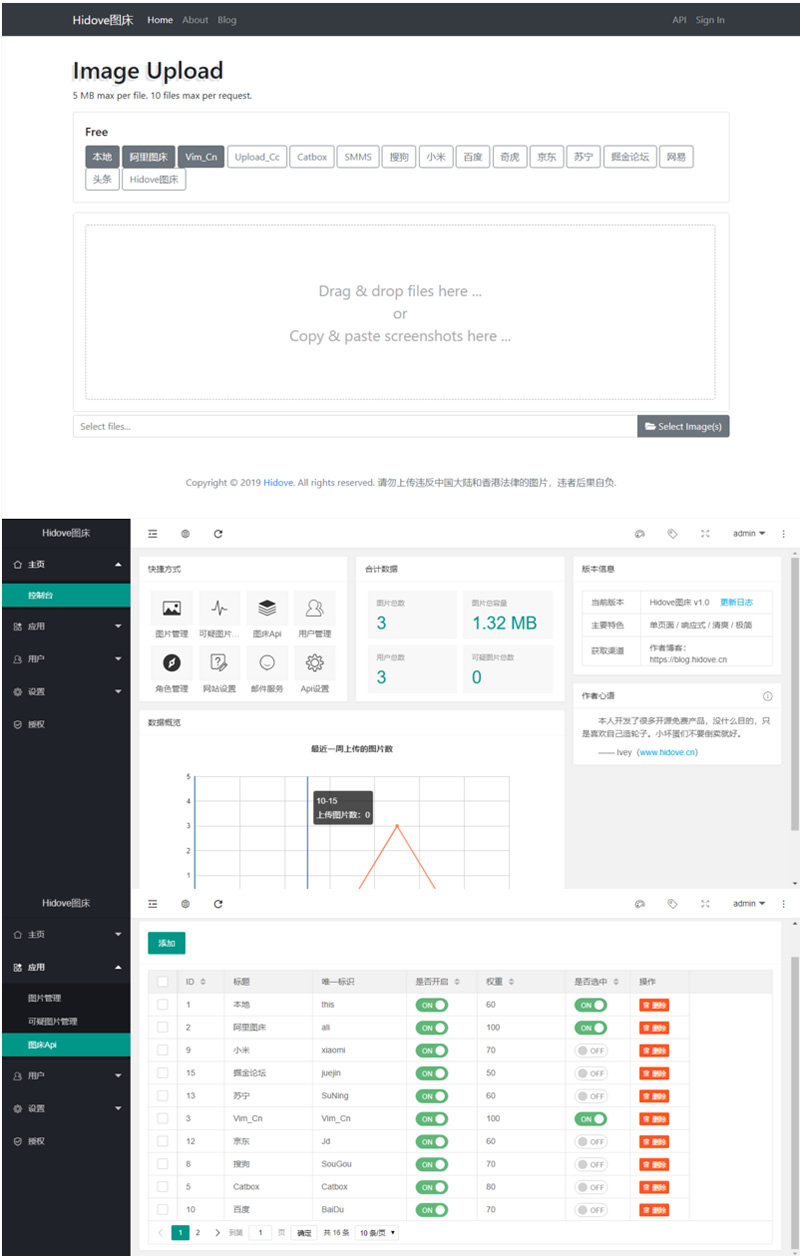 Hidove图床 Home About Blog API Sign In
Image Upload
5 MB max per file. 10 files max per request.
Free
本地 阿里图床 Vim_Cn Upload_Cc Catbox SMMS 搜狗 小米 百度 奇虎 京东 苏宁 掘金论坛 网易
头条 Hidove图床
Drag & drop files here ...
or
Copy & paste screenshots here ...
Select files... Select Image(s)
Copyright © 2019 Hidove. All rights reserved. 请勿上传违反中国大陆和香港法律的图片，违者后果自负.
Hidove图床 admin
主页
控制台
应用
用户
设置
授权
快捷方式
图片管理 可疑图片... 图床Api 用户管理
角色管理 网站设置 邮件服务 Api设置
合计数据
图片总数 图片总容量
3 1.32 MB
用户总数 可疑图片总数
3 0
版本信息
当前版本 Hidove图床 v1.0 更新日志
主要特色 单页面 / 响应式 / 清爽 / 极简
获取渠道 作者博客：
https://blog.hidove.cn
作者心语
本人开发了很多开源免费产品，没什么目的，只
是喜欢自己造轮子。小坏蛋们不要倒卖就好。
—— Ivey（www.hidove.cn）
数据概览
最近一周上传的图片数
5
4
3
2
1
10-15
上传图片数：0
Hidove图床 admin
主页
应用
图片管理
可疑图片管理
图床Api
用户
设置
授权
添加
ID 标题 唯一标识 是否开启 权重 是否选中 操作
1 本地 this ON 60 ON 删除
2 阿里图床 ali ON 100 ON 删除
9 小米 xiaomi ON 70 OFF 删除
15 掘金论坛 juejin ON 50 OFF 删除
13 苏宁 SuNing ON 60 OFF 删除
3 Vim_Cn Vim_Cn ON 100 ON 删除
12 京东 Jd ON 60 OFF 删除
8 搜狗 SouGou ON 70 OFF 删除
5 Catbox Catbox ON 80 OFF 删除
10 百度 BaiDu ON 70 OFF 删除
1 2 到第 1 页 确定 共 16 条 10 条/页